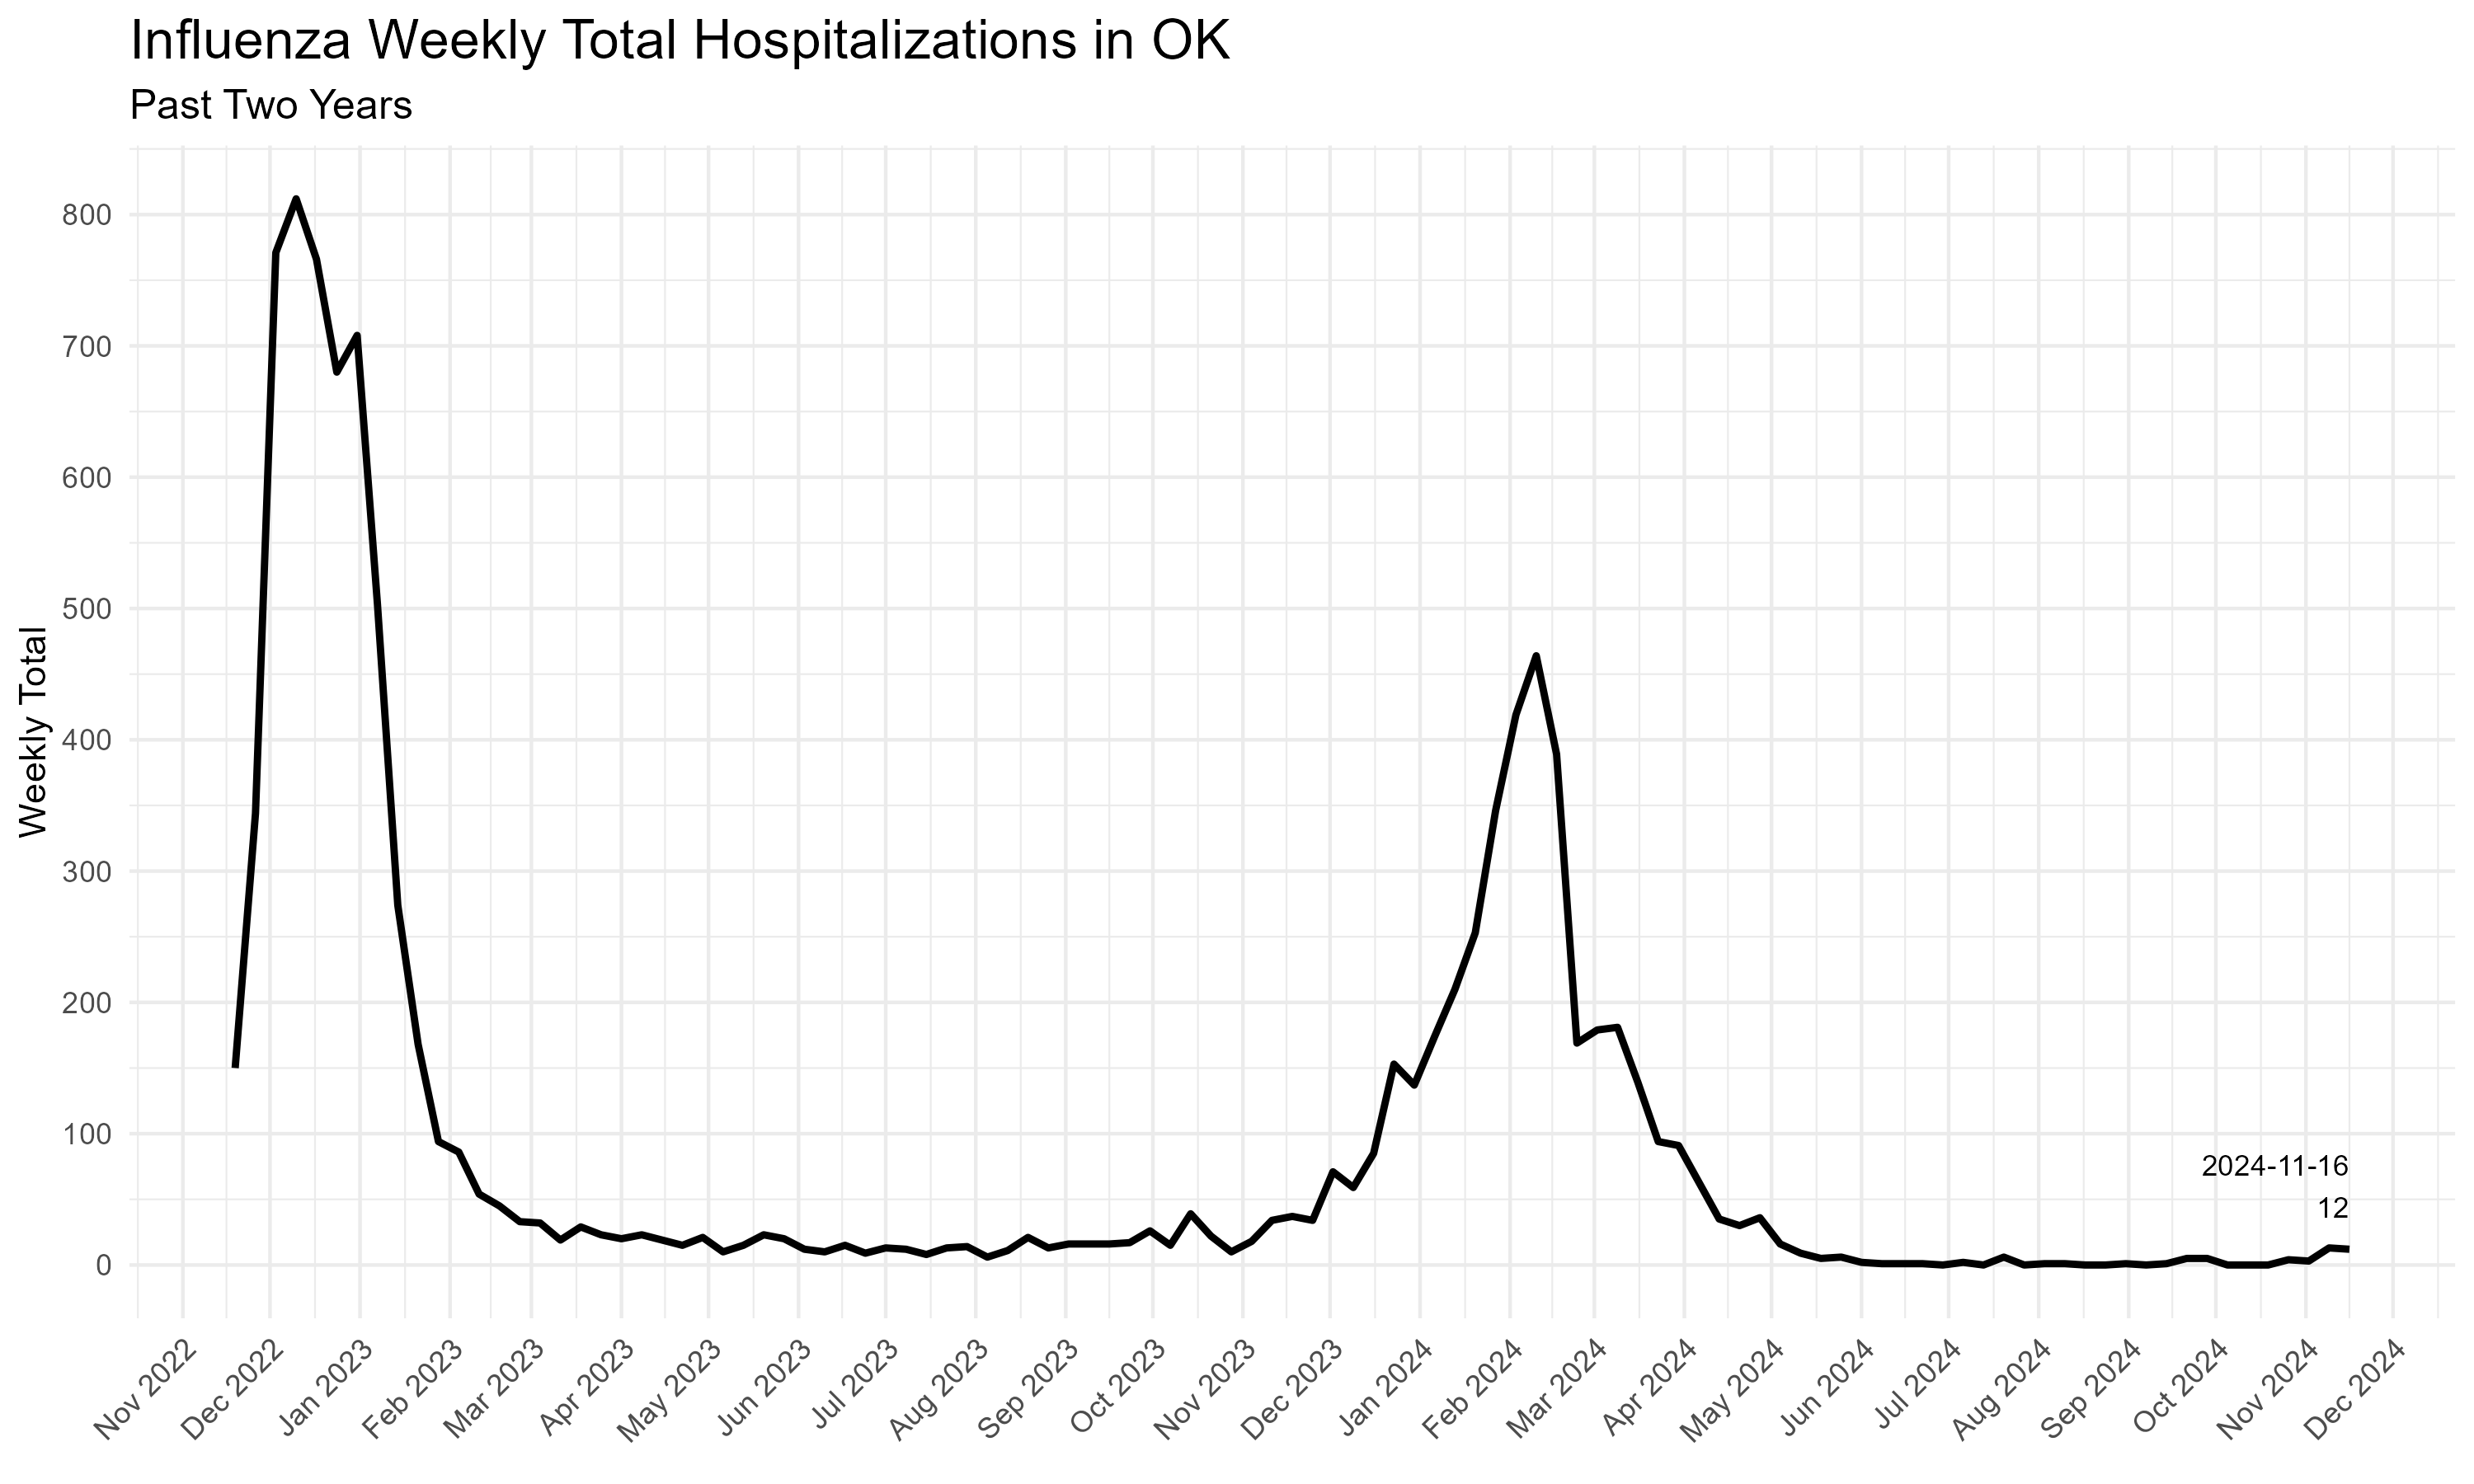 Influenza Weekly Total Hospitalizations in OK
Past Two Years
Weekly Total
800
700
600
500
400
300
200
100
0
2024-11-16
12
Nov 2022
Dec 2022
Jan 2023
Feb 2023
Mar 2023
Apr 2023
May 2023
Jun 2023
Jul 2023
Aug 2023
Sep 2023
Oct 2023
Nov 2023
Dec 2023
Jan 2024
Feb 2024
Mar 2024
Apr 2024
May 2024
Jun 2024
Jul 2024
Aug 2024
Sep 2024
Oct 2024
Nov 2024
Dec 2024